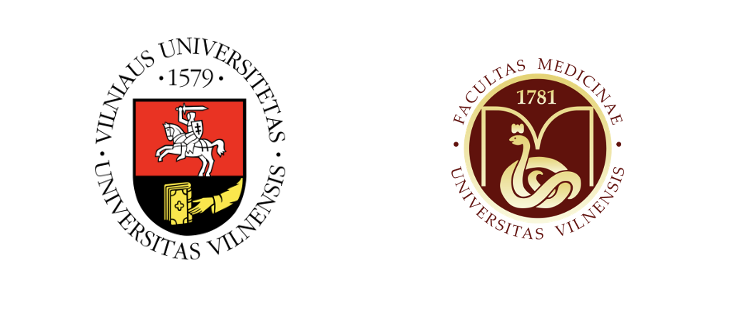 · VILNIAUS UNIVERSITETAS ·
· 1579 ·
UNIVERSITAS VILNENSIS
· FACULTAS MEDICINAE ·
1781
UNIVERSITAS VILNENSIS